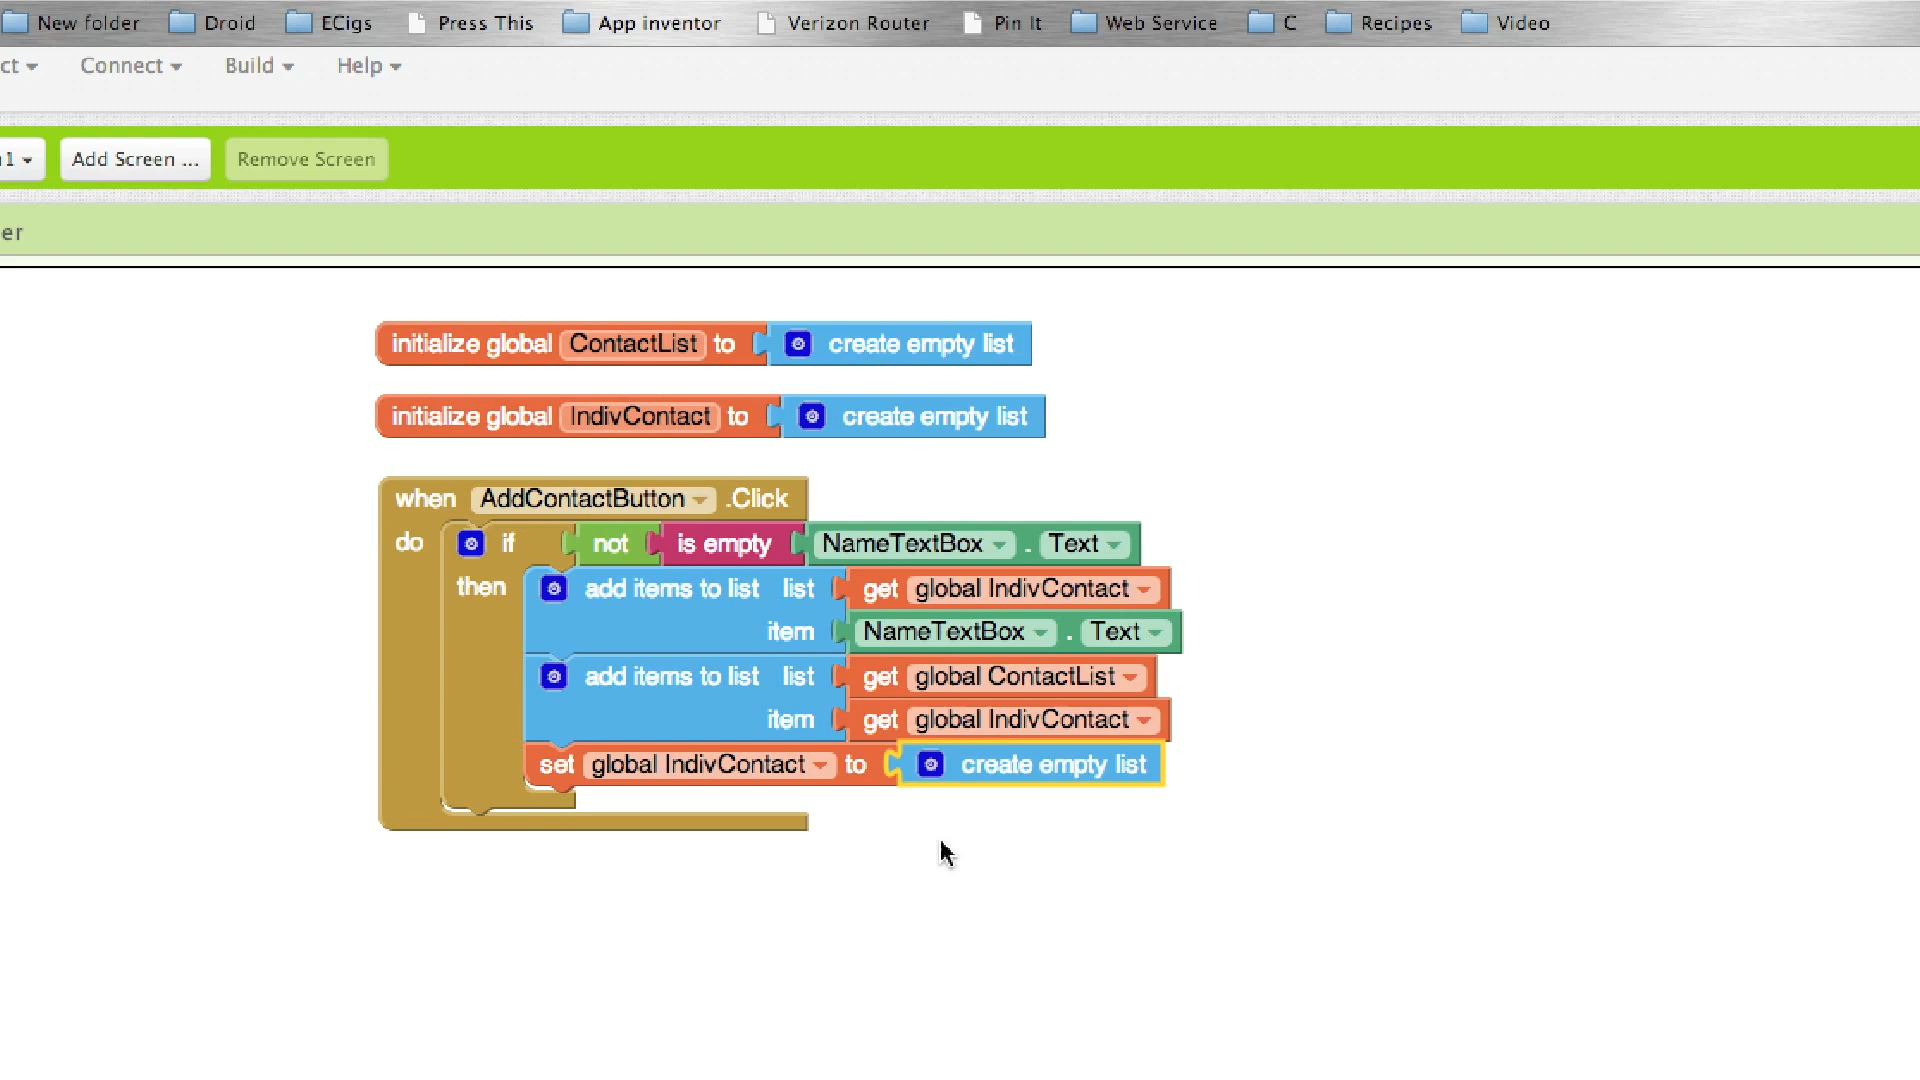 New folder Droid ECigs Press This App inventor Verizon Router Pin It Web Service C Recipes Video
ct Connect Build Help
1 Add Screen ... Remove Screen
er
initialize global ContactList to create empty list
initialize global IndivContact to create empty list
when AddContactButton .Click
do if not is empty NameTextBox . Text
then add items to list list get global IndivContact
item NameTextBox . Text
add items to list list get global ContactList
item get global IndivContact
set global IndivContact to create empty list